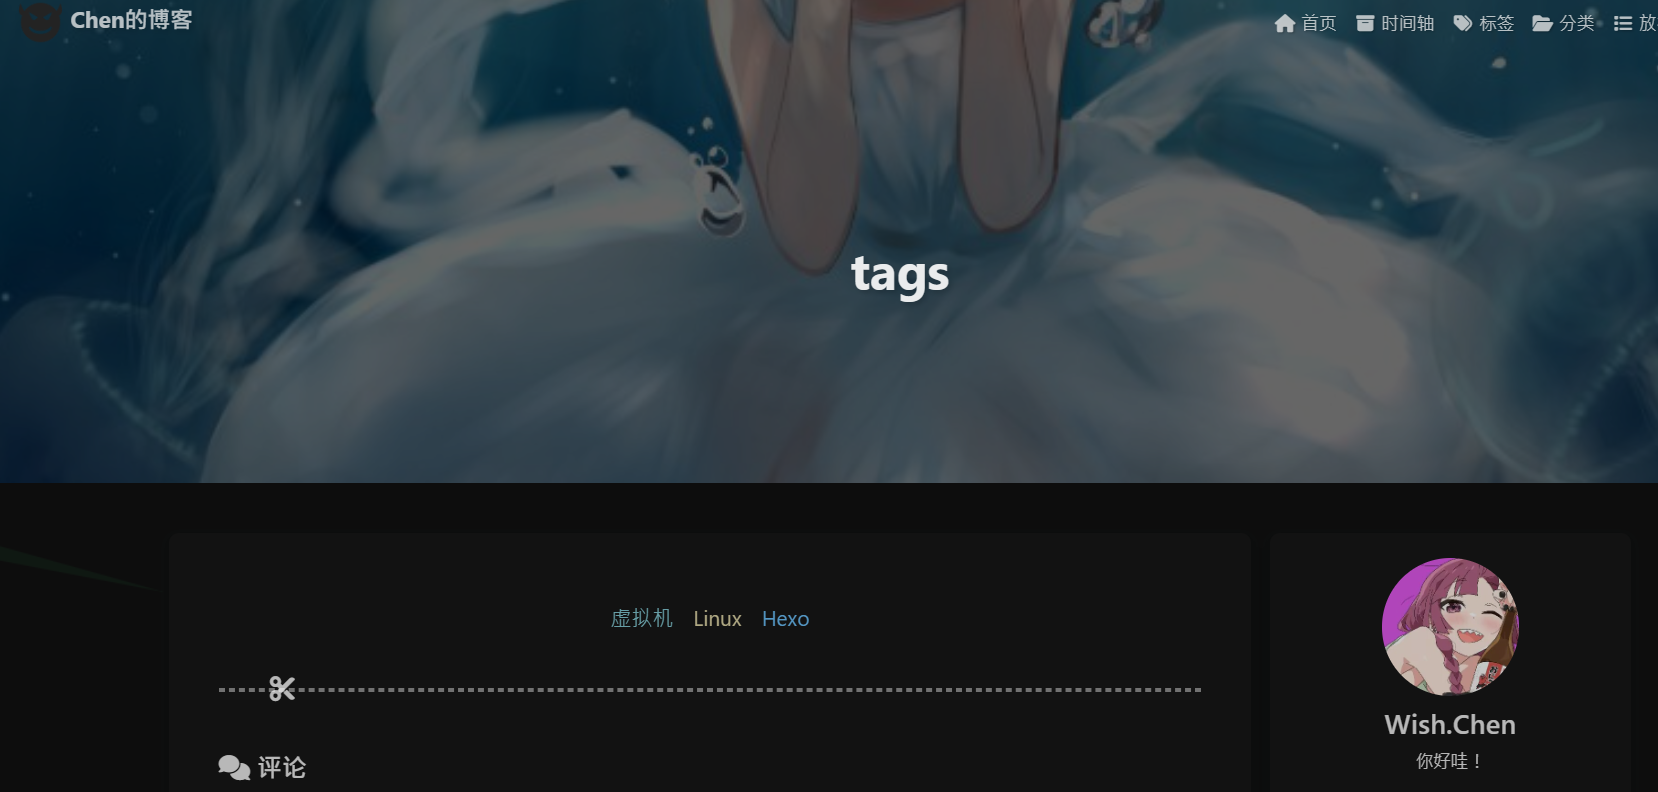 Chen的博客
首页 时间轴 标签 分类 放
tags
虚拟机 Linux Hexo
评论
Wish.Chen
你好哇！